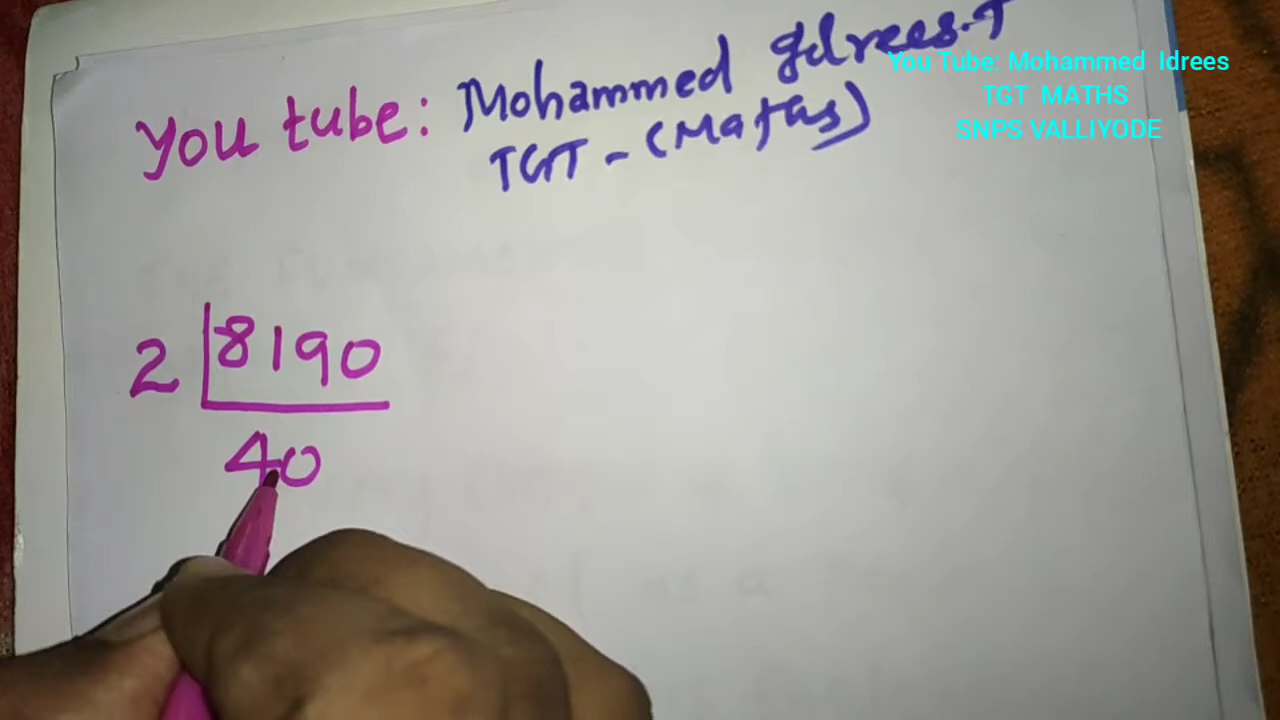 You tube: Mohammed Idrees.T
TGT - (Maths)
You Tube: Mohammed Idrees
TGT MATHS
SNPS VALLIYODE
2 8190
40